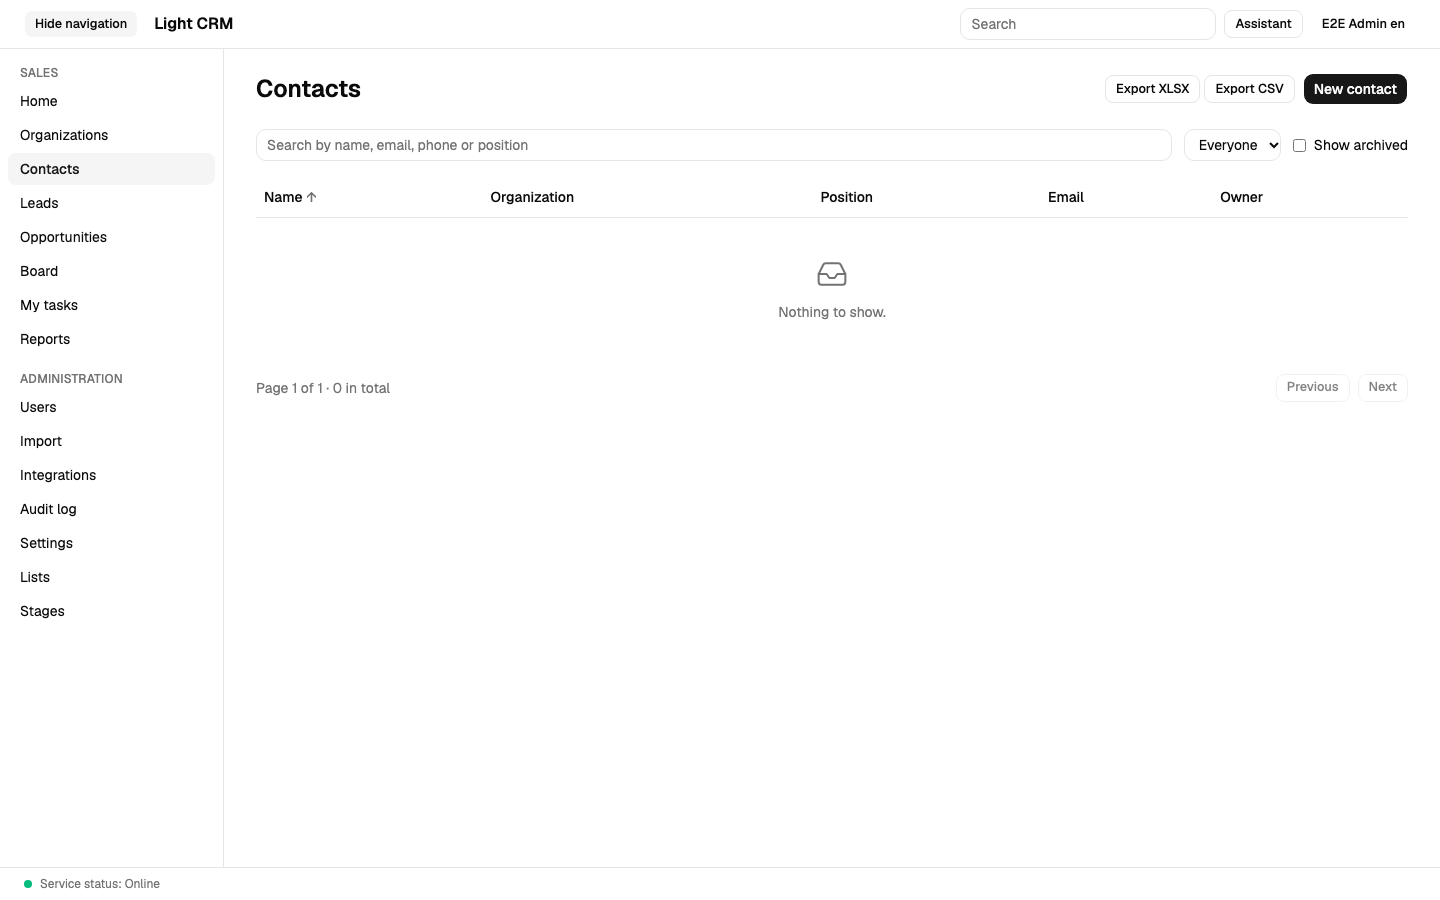 Hide navigation
Light CRM
Search
Assistant
E2E Admin en
SALES
Home
Organizations
Contacts
Leads
Opportunities
Board
My tasks
Reports
ADMINISTRATION
Users
Import
Integrations
Audit log
Settings
Lists
Stages
Contacts
Export XLSX
Export CSV
New contact
Search by name, email, phone or position
Everyone
Show archived
Name ↑
Organization
Position
Email
Owner
Nothing to show.
Page 1 of 1 · 0 in total
Previous
Next
Service status: Online